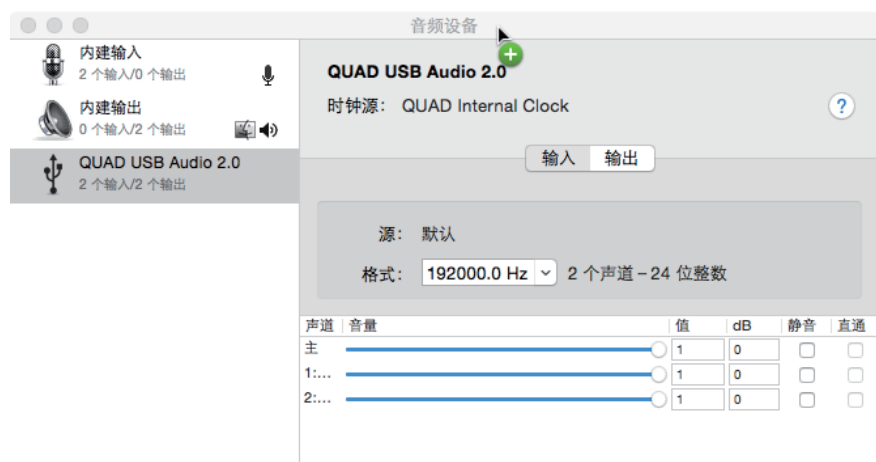 音频设备
内建输入
2 个输入/0 个输出
内建输出
0 个输入/2 个输出
QUAD USB Audio 2.0
2 个输入/2 个输出
QUAD USB Audio 2.0
时钟源： QUAD Internal Clock
?
输入 输出
源： 默认
格式： 192000.0 Hz 2 个声道 – 24 位整数
声道 音量 值 dB 静音 直通
主 1 0
1:... 1 0
2:... 1 0